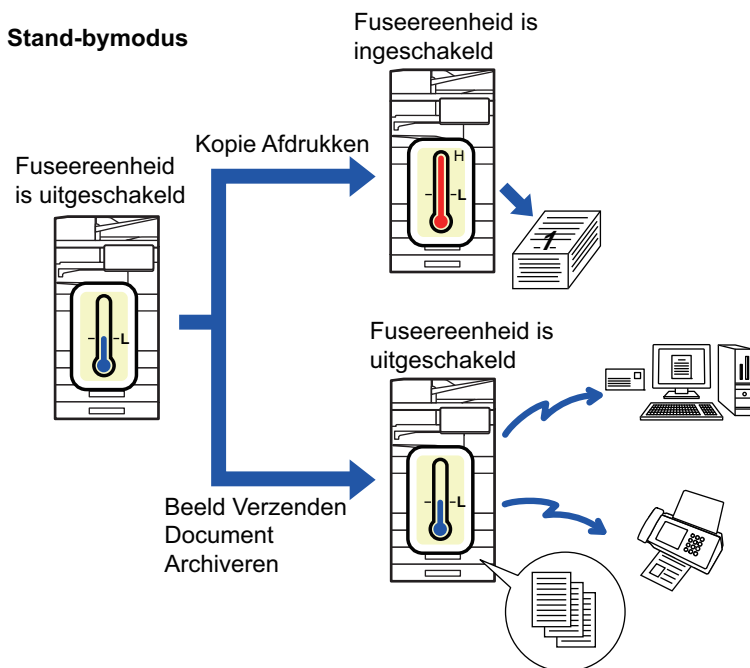 Stand-bymodus
Fuseereenheid
is uitgeschakeld
L
Kopie Afdrukken
Fuseereenheid is
ingeschakeld
H
L
1
Beeld Verzenden
Document
Archiveren
Fuseereenheid is
uitgeschakeld
L